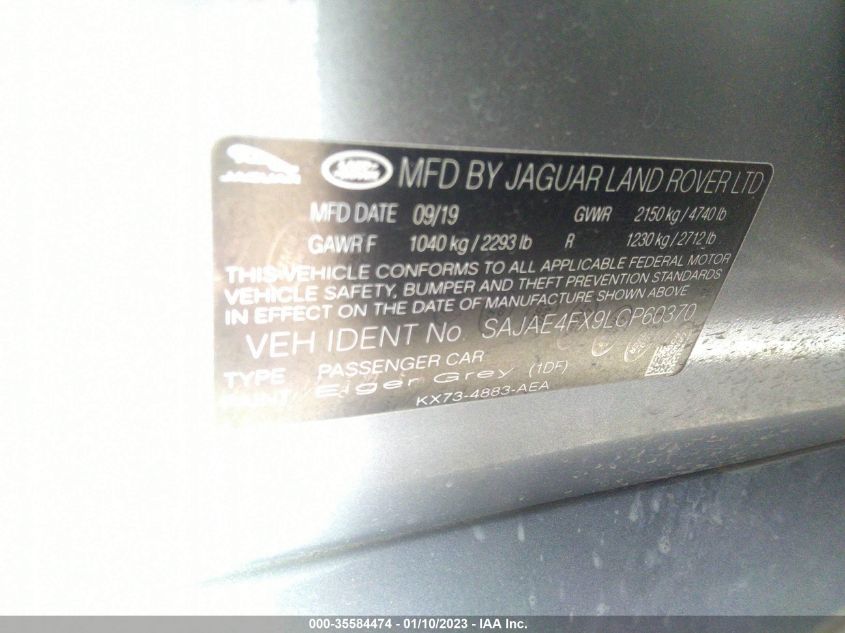 JAGUAR LAND ROVER MFD BY JAGUAR LAND ROVER LTD
MFD DATE 09/19 GVWR 2150 kg / 4740 lb
GAWR F 1040 kg / 2293 lb R 1230 kg / 2712 lb
THIS VEHICLE CONFORMS TO ALL APPLICABLE FEDERAL MOTOR
VEHICLE SAFETY, BUMPER AND THEFT PREVENTION STANDARDS
IN EFFECT ON THE DATE OF MANUFACTURE SHOWN ABOVE
VEH IDENT No. SAJAE4FX9LCP60370
TYPE PASSENGER CAR
PAINT Eiger Grey (1DF)
KX73-4883-AEA
000-35584474 - 01/10/2023 - IAA Inc.